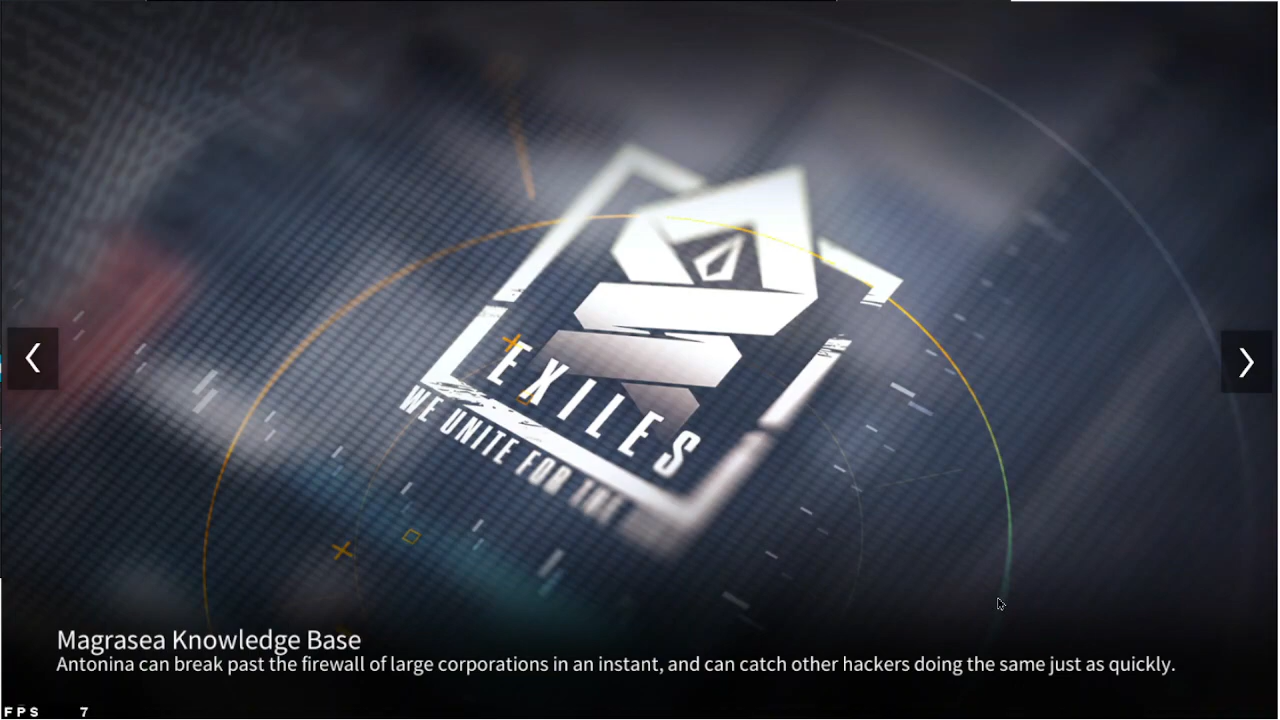 EXILES
WE UNITE FOR THE
Magrasea Knowledge Base
Antonina can break past the firewall of large corporations in an instant, and can catch other hackers doing the same just as quickly.
FPS 7